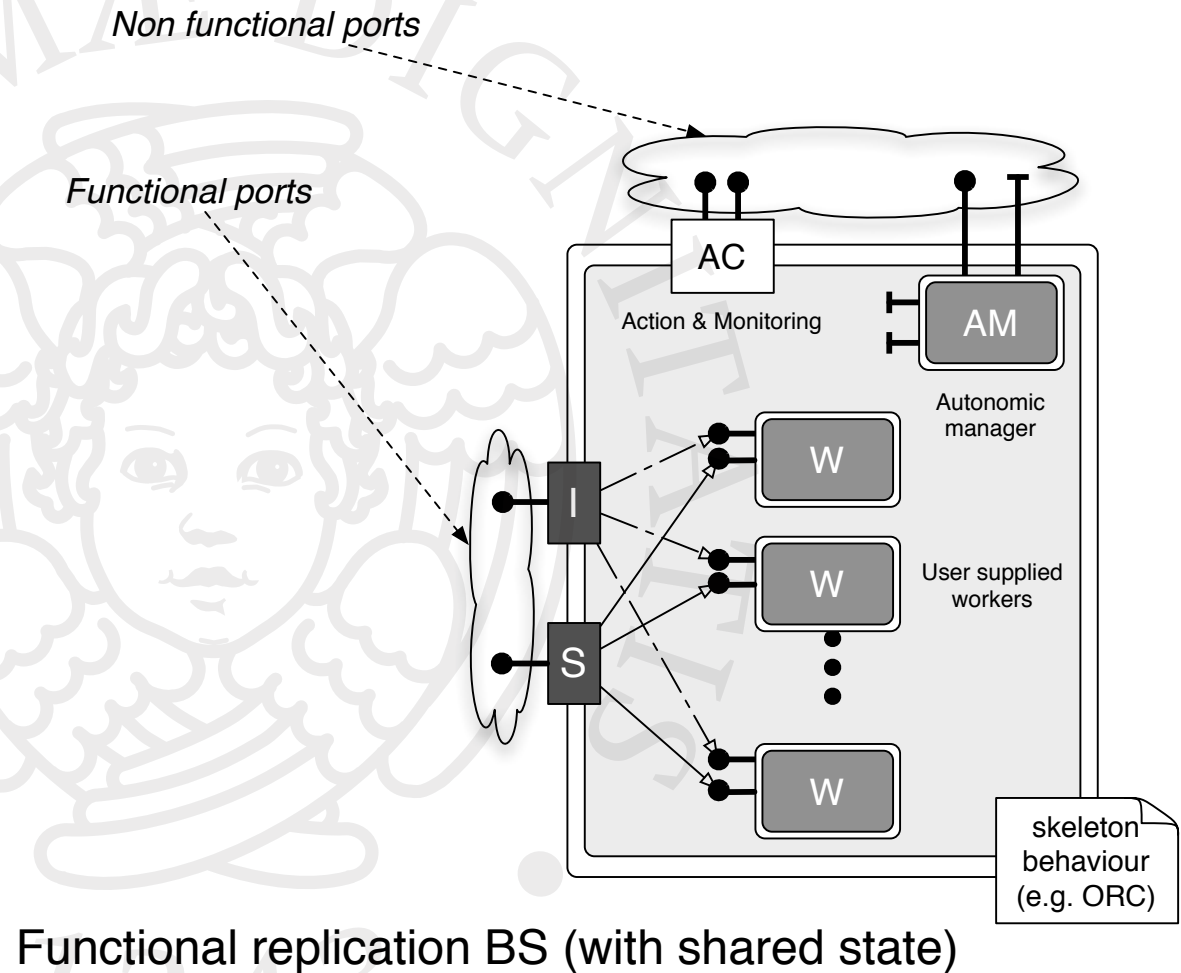 Non functional ports
Functional ports
AC
Action & Monitoring
AM
Autonomic
manager
W
I
W
User supplied
workers
S
W
skeleton
behaviour
(e.g. ORC)
Functional replication BS (with shared state)
DIGNITATIS